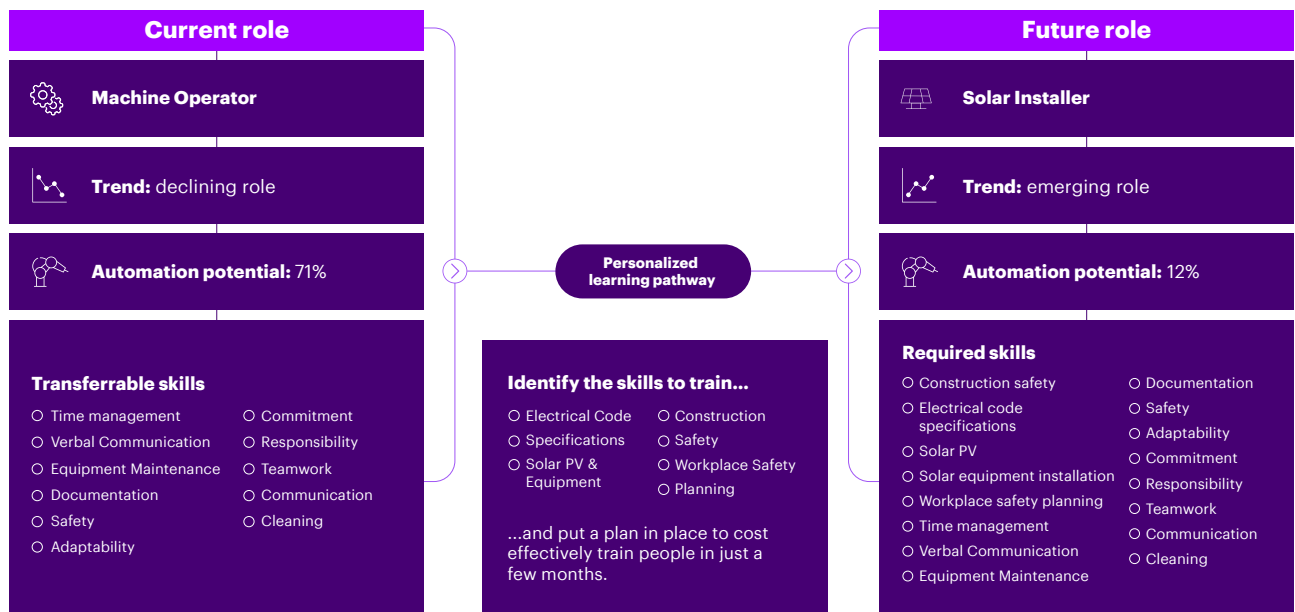 Current role
Machine Operator
Trend: declining role
Automation potential: 71%
Transferrable skills
Time management
Verbal Communication
Equipment Maintenance
Documentation
Safety
Adaptability
Commitment
Responsibility
Teamwork
Communication
Cleaning
Personalized
learning pathway
Identify the skills to train...
Electrical Code
Specifications
Solar PV &
Equipment
Construction
Safety
Workplace Safety
Planning
...and put a plan in place to cost
effectively train people in just a
few months.
Future role
Solar Installer
Trend: emerging role
Automation potential: 12%
Required skills
Construction safety
Electrical code
specifications
Solar PV
Solar equipment installation
Workplace safety planning
Time management
Verbal Communication
Equipment Maintenance
Documentation
Safety
Adaptability
Commitment
Responsibility
Teamwork
Communication
Cleaning